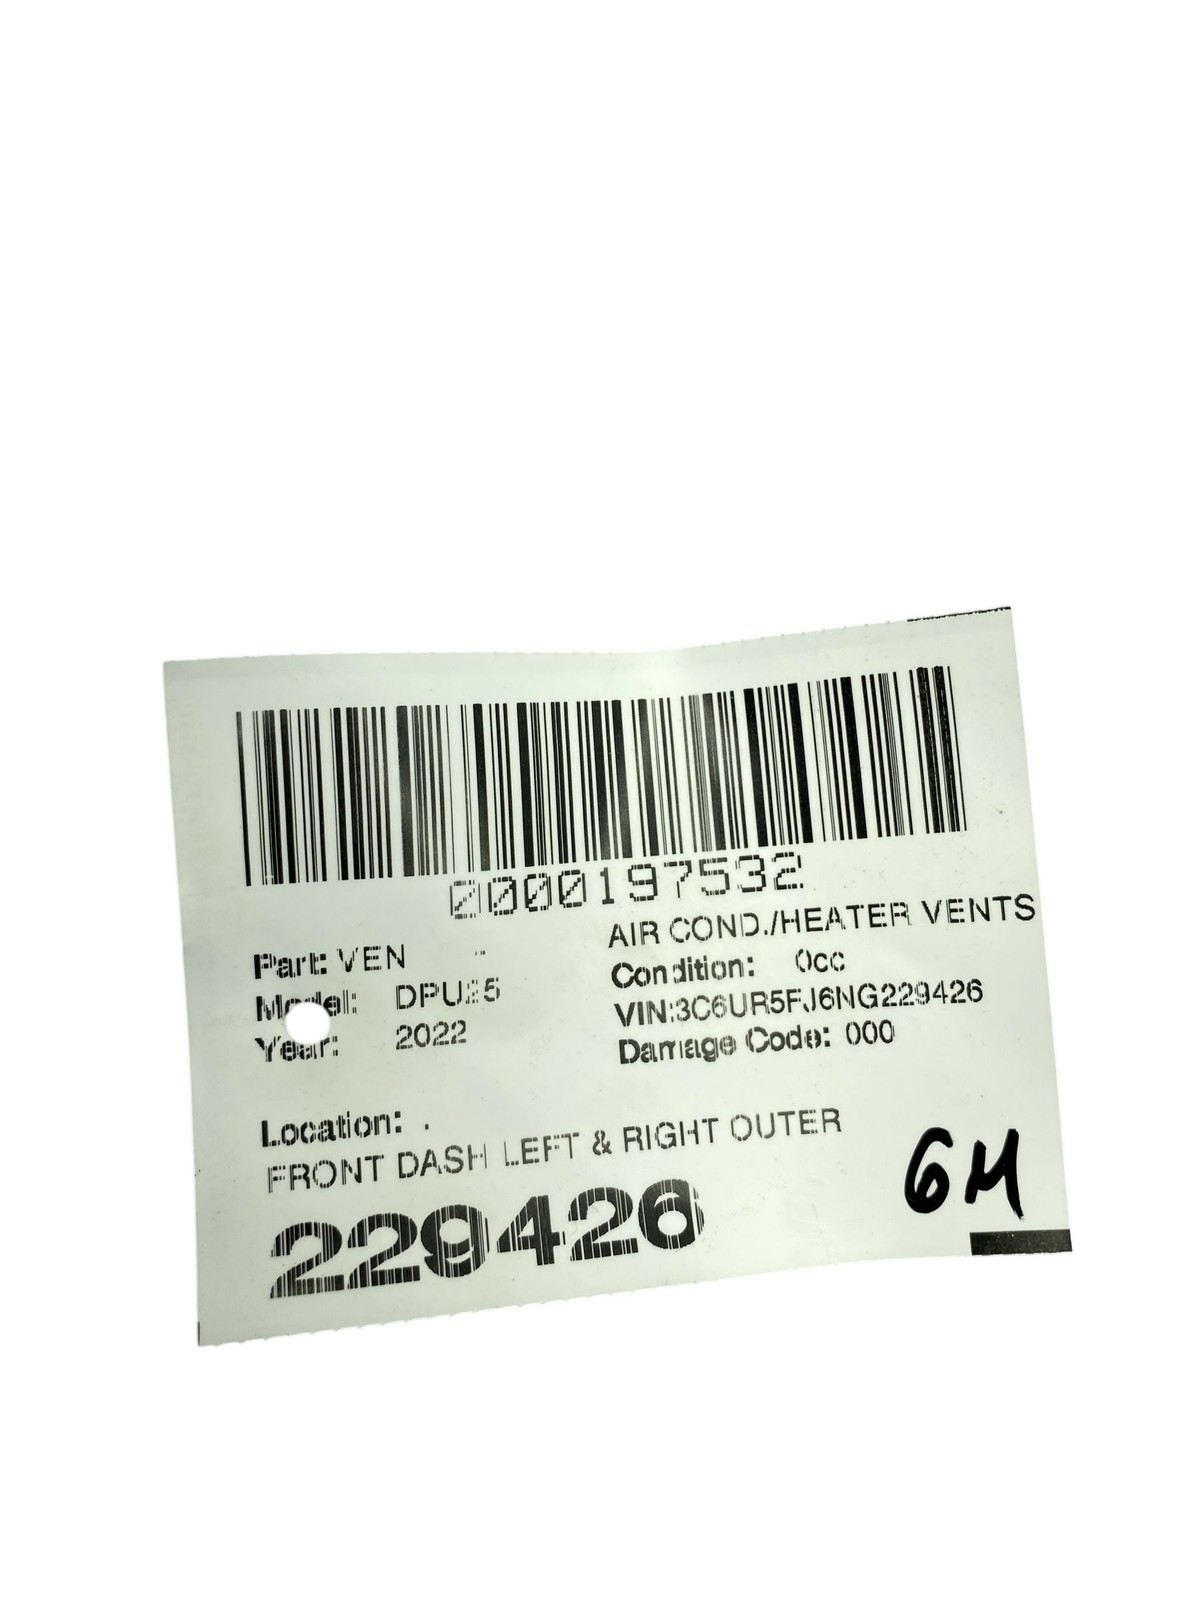 0000197532
AIR COND./HEATER VENTS
Part: VEN
Condition: 0cc
Model: DPU25
VIN:3C6UR5FJ6NG229426
Year: 2022
Damage Code: 000
Location: .
FRONT DASH LEFT & RIGHT OUTER
6M
229426